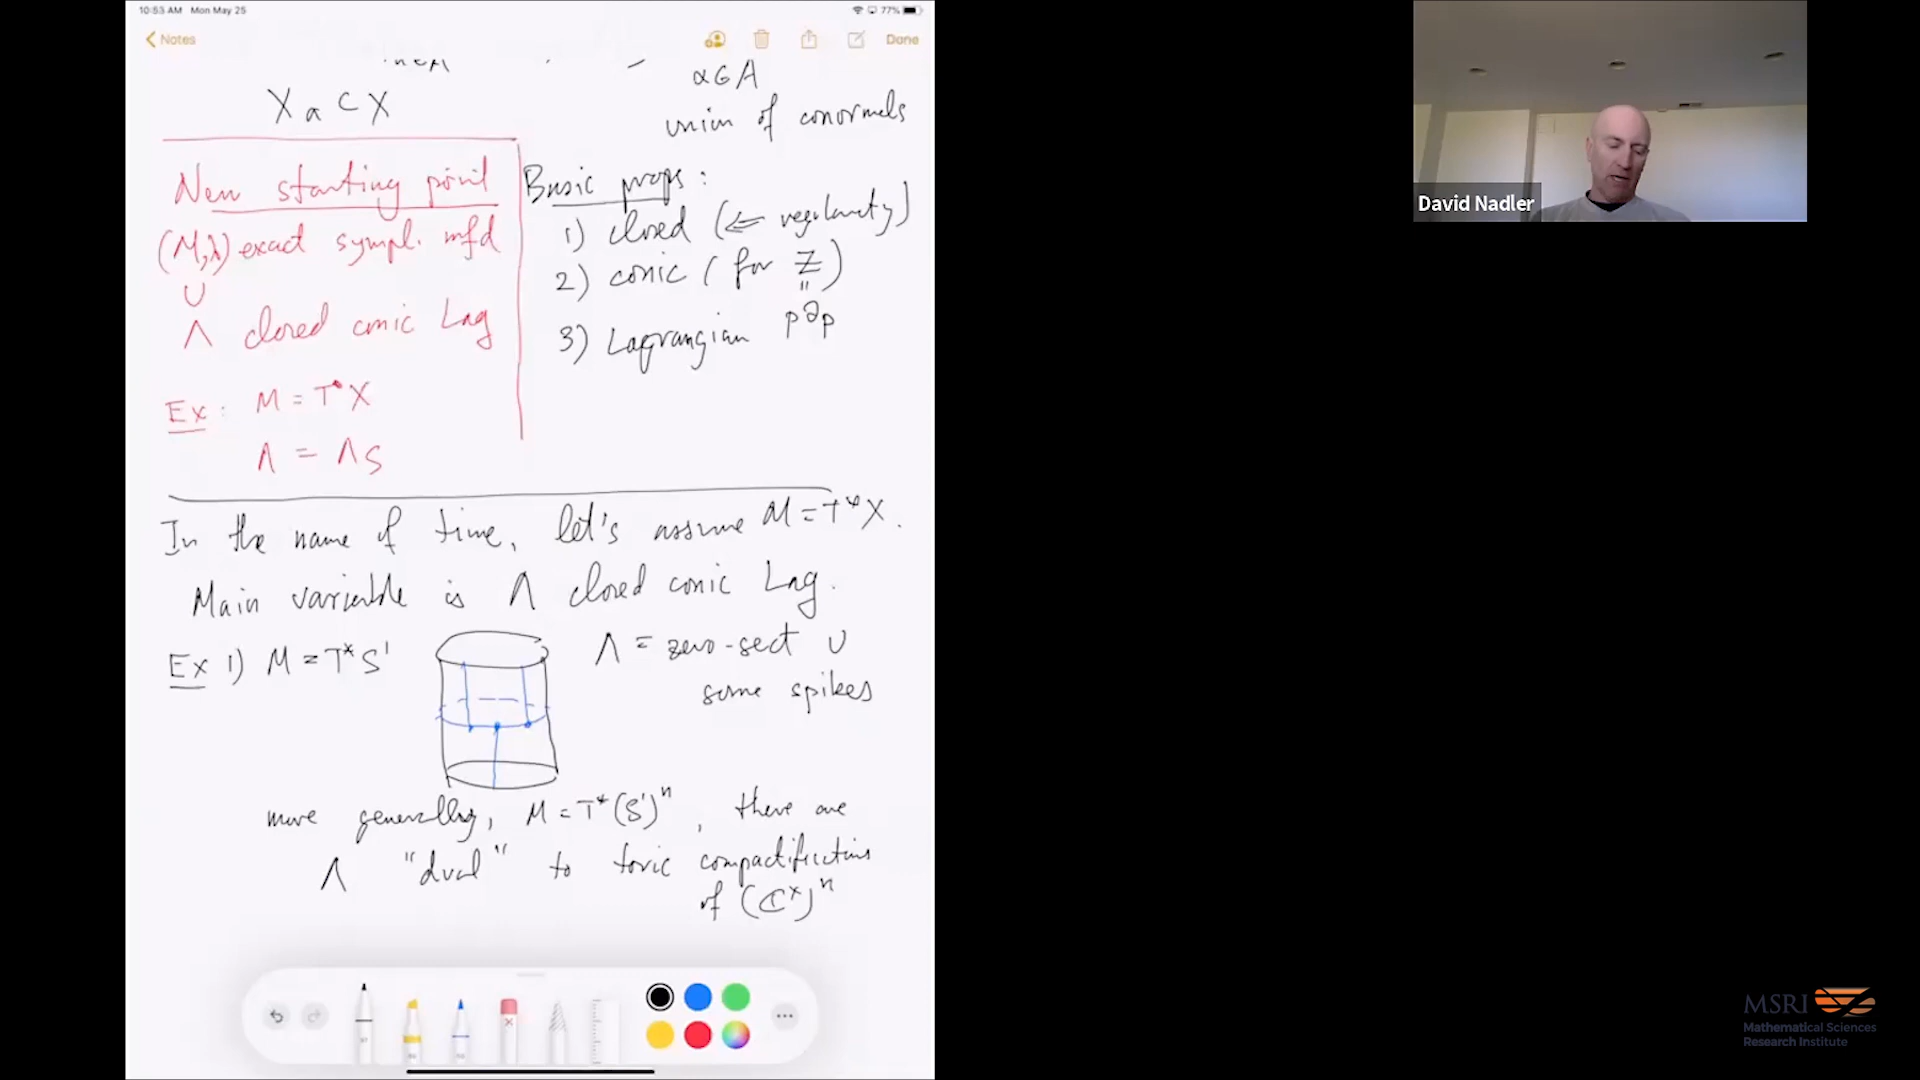 10:53 AM Mon May 25
77%
Notes
Done
α∈A
X_α ⊂ X
union of conormals
New starting point
(M,λ) exact sympl. mfd
∪
Λ closed conic Lag
Ex: M = T*X
Λ = Λ_S
Basic props:
1) closed (⇐ regularity)
2) conic (for Z)
"
p∂p
3) Lagrangian
In the name of time, let's assume M = T*X.
Main variable is Λ closed conic Lag.
Ex 1) M = T*S¹
Λ = zero-sect ∪
some spikes
more generally, M = T*(S¹)ⁿ, there are
Λ "dual" to toric compactifications
of (ℂˣ)ⁿ
David Nadler
MSRI
Mathematical Sciences
Research Institute